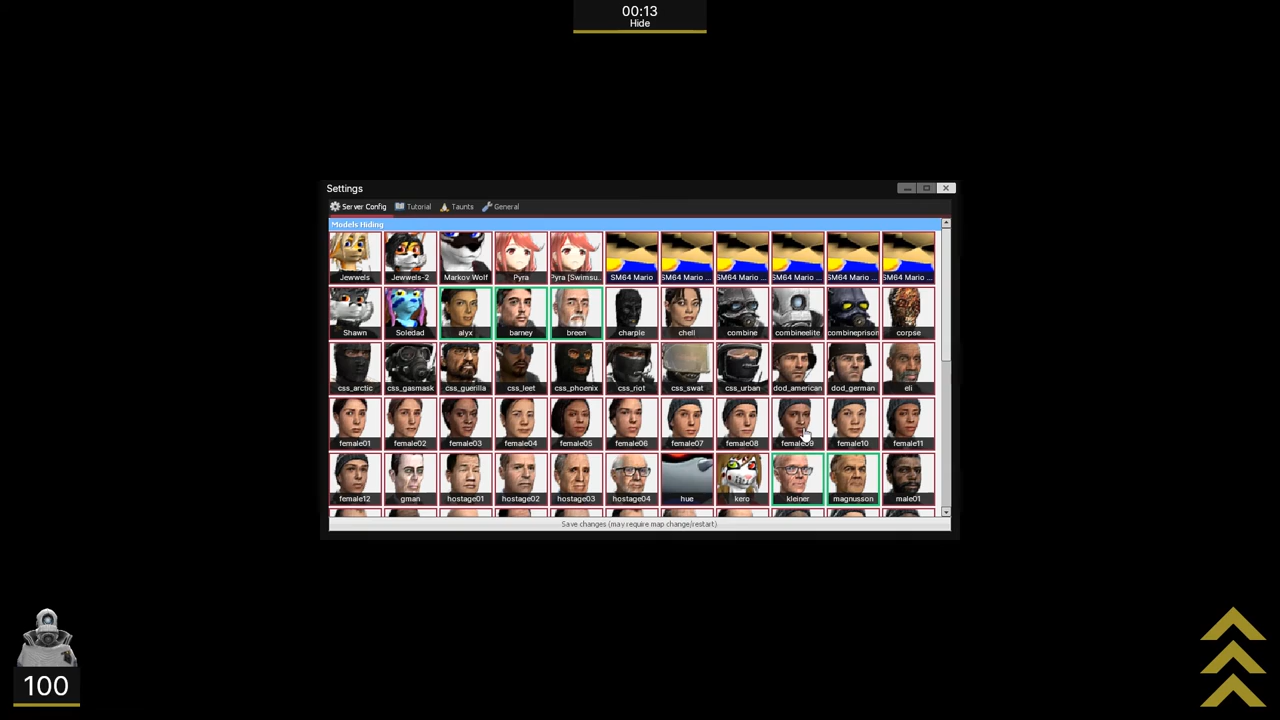 00:13
Hide
Settings
Server Config Tutorial Taunts General
Models Hiding
Jewwels Jewwels-2 Markov Wolf Pyra Pyra [Swimsu... SM64 Mario SM64 Mario ... SM64 Mario ... SM64 Mario ... SM64 Mario ... SM64 Mario ...
Shawn Soledad alyx barney breen charple chell combine combineelite combineprison corpse
css_arctic css_gasmask css_guerilla css_leet css_phoenix css_riot css_swat css_urban dod_american dod_german eli
female01 female02 female03 female04 female05 female06 female07 female08 female09 female10 female11
female12 gman hostage01 hostage02 hostage03 hostage04 hue kero kleiner magnusson male01
Save changes (may require map change/restart)
100